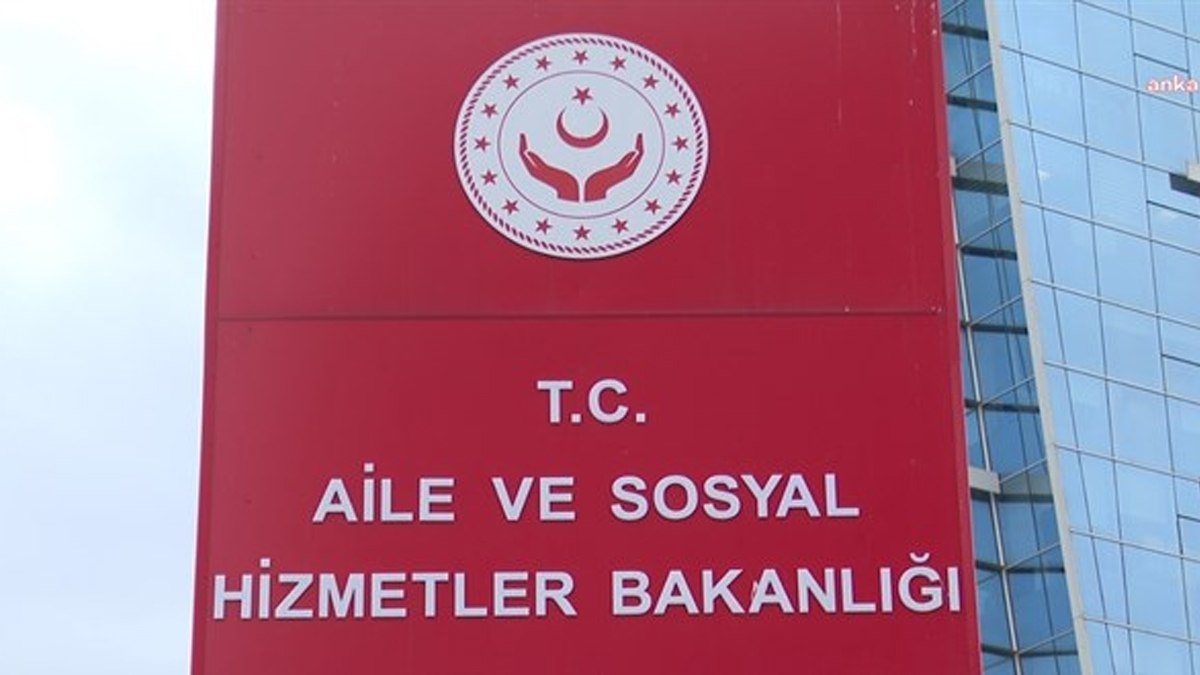 anka
T.C.
AİLE VE SOSYAL
HİZMETLER BAKANLIĞI